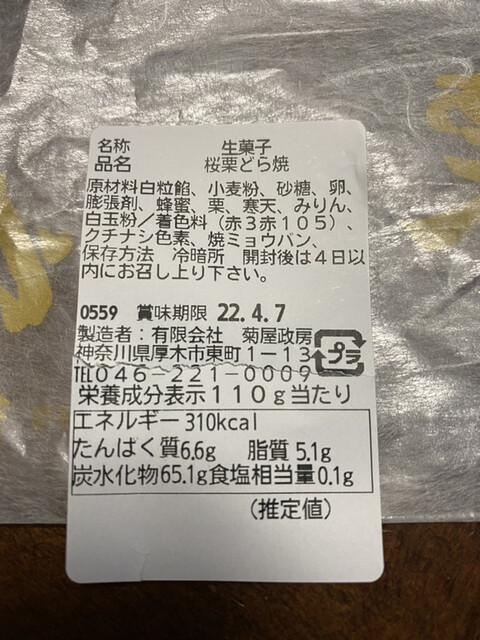 名称　生菓子
品名　桜栗どら焼
原材料白粒餡、小麦粉、砂糖、卵、
膨張剤、蜂蜜、栗、寒天、みりん、
白玉粉／着色料（赤３赤１０５）、
クチナシ色素、焼ミョウバン、
保存方法　冷暗所　開封後は４日以
内にお召し上り下さい。
0559　賞味期限 22.4.7
製造者：有限会社　菊屋政房
神奈川県厚木市東町１－１３
プラ
℡０４６－２２１－０００９
栄養成分表示１１０ｇ当たり
エネルギー310kcal
たんぱく質6.6g　脂質 5.1g
炭水化物65.1g食塩相当量0.1g
（推定値）